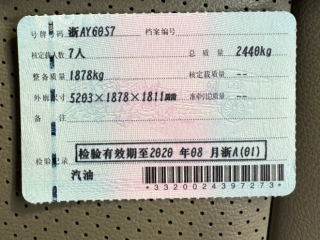 号牌号码 浙AY60S7 档案编号
核定载人数 7人 总质量 2440kg
整备质量 1878kg 核定载质量 --
外廓尺寸 5203×1878×1811mm 准牵引总质量 --
备注
检验有效期至2020年08月浙A(01)
检验记录
汽油
*3320024397273*